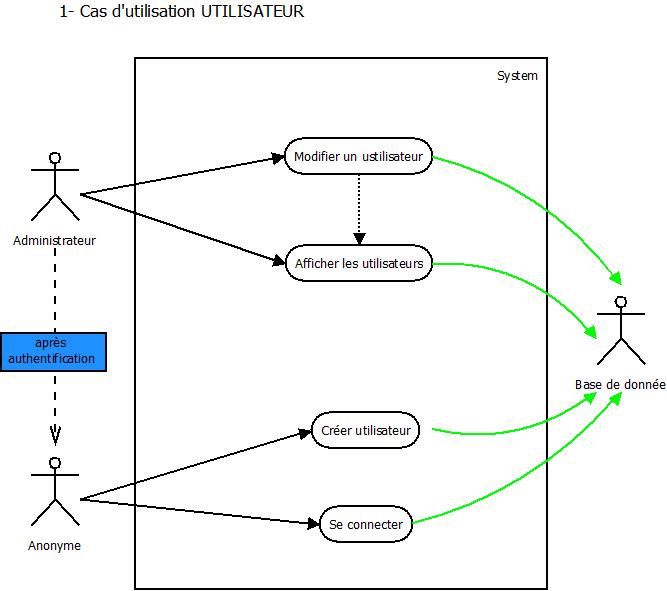 1- Cas d'utilisation UTILISATEUR
System
Modifier un ustilisateur
Administrateur
Afficher les utilisateurs
après
authentification
Base de donnée
Créer utilisateur
Se connecter
Anonyme